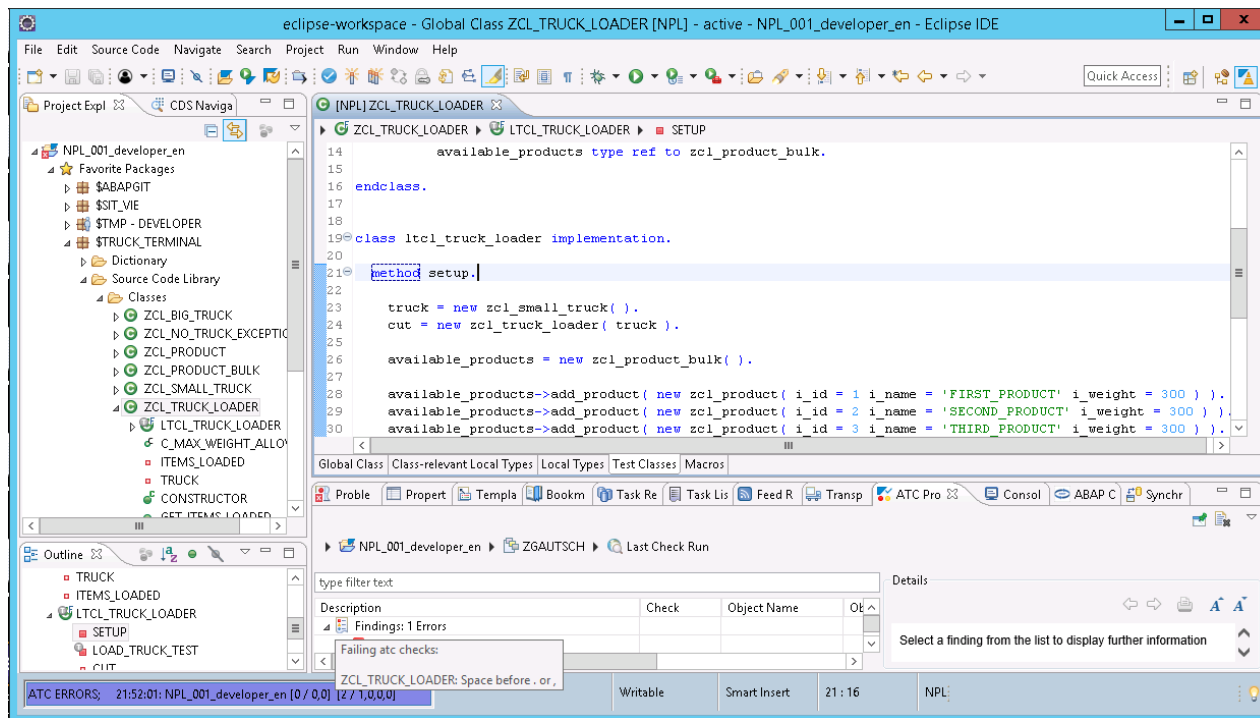 eclipse-workspace - Global Class ZCL_TRUCK_LOADER [NPL] - active - NPL_001_developer_en - Eclipse IDE
File Edit Source Code Navigate Search Project Run Window Help
Quick Access
Project Expl CDS Naviga
NPL_001_developer_en
Favorite Packages
$ABAPGIT
$SIT_VIE
$TMP - DEVELOPER
$TRUCK_TERMINAL
Dictionary
Source Code Library
Classes
ZCL_BIG_TRUCK
ZCL_NO_TRUCK_EXCEPTIO
ZCL_PRODUCT
ZCL_PRODUCT_BULK
ZCL_SMALL_TRUCK
ZCL_TRUCK_LOADER
LTCL_TRUCK_LOADER
C_MAX_WEIGHT_ALLO
ITEMS_LOADED
TRUCK
CONSTRUCTOR
GET_ITEMS_LOADED
[NPL] ZCL_TRUCK_LOADER
ZCL_TRUCK_LOADER LTCL_TRUCK_LOADER SETUP
14 available_products type ref to zcl_product_bulk.
15
16 endclass.
17
18
19 class ltcl_truck_loader implementation.
20
21 method setup.
22
23 truck = new zcl_small_truck( ).
24 cut = new zcl_truck_loader( truck ).
25
26 available_products = new zcl_product_bulk( ).
27
28 available_products->add_product( new zcl_product( i_id = 1 i_name = 'FIRST_PRODUCT' i_weight = 300 ) ).
29 available_products->add_product( new zcl_product( i_id = 2 i_name = 'SECOND_PRODUCT' i_weight = 300 ) ).
30 available_products->add_product( new zcl_product( i_id = 3 i_name = 'THIRD_PRODUCT' i_weight = 300 ) ).
Global Class Class-relevant Local Types Local Types Test Classes Macros
Outline
TRUCK
ITEMS_LOADED
LTCL_TRUCK_LOADER
SETUP
LOAD_TRUCK_TEST
CUT
Proble Propert Templa Bookm Task Re Task Lis Feed R Transp ATC Pro Consol ABAP C Synchr
NPL_001_developer_en ZGAUTSCH Last Check Run
type filter text
Description Check Object Name Ob
Findings: 1 Errors
Details
Select a finding from the list to display further information
Failing atc checks:
ZCL_TRUCK_LOADER: Space before . or ,
ATC ERRORS; 21:52:01: NPL_001_developer_en [0 / 0,0] [2 / 1,0,0,0]
Writable Smart Insert 21 : 16 NPL